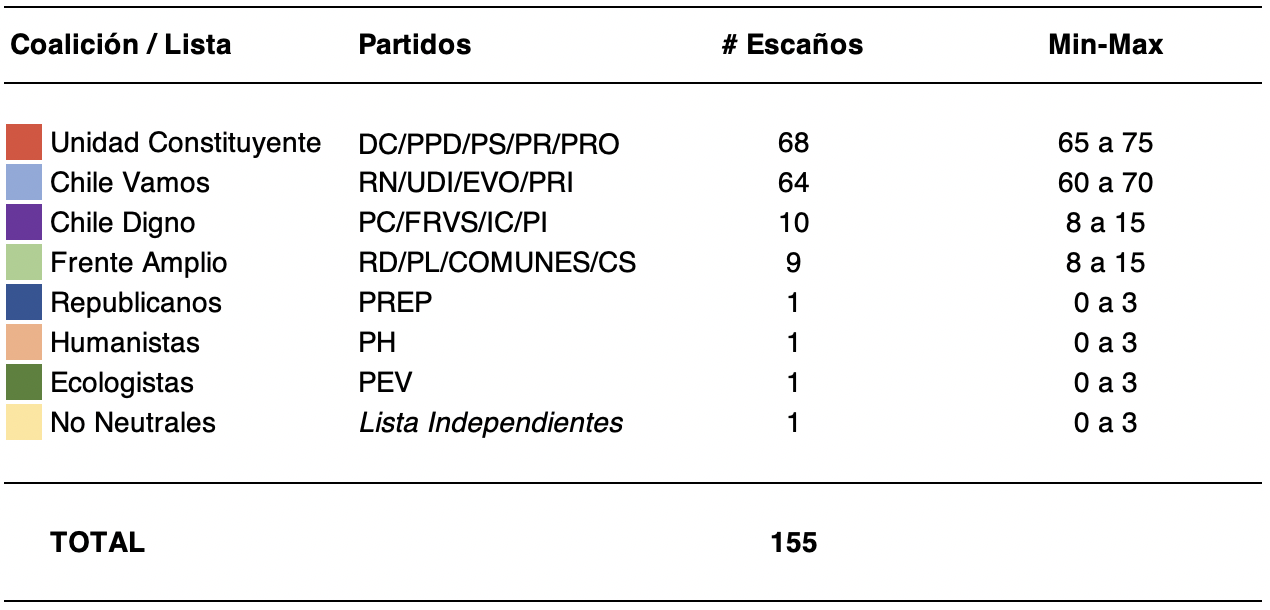 Coalición / Lista Partidos # Escaños Min-Max
Unidad Constituyente DC/PPD/PS/PR/PRO 68 65 a 75
Chile Vamos RN/UDI/EVO/PRI 64 60 a 70
Chile Digno PC/FRVS/IC/PI 10 8 a 15
Frente Amplio RD/PL/COMUNES/CS 9 8 a 15
Republicanos PREP 1 0 a 3
Humanistas PH 1 0 a 3
Ecologistas PEV 1 0 a 3
No Neutrales Lista Independientes 1 0 a 3
TOTAL 155